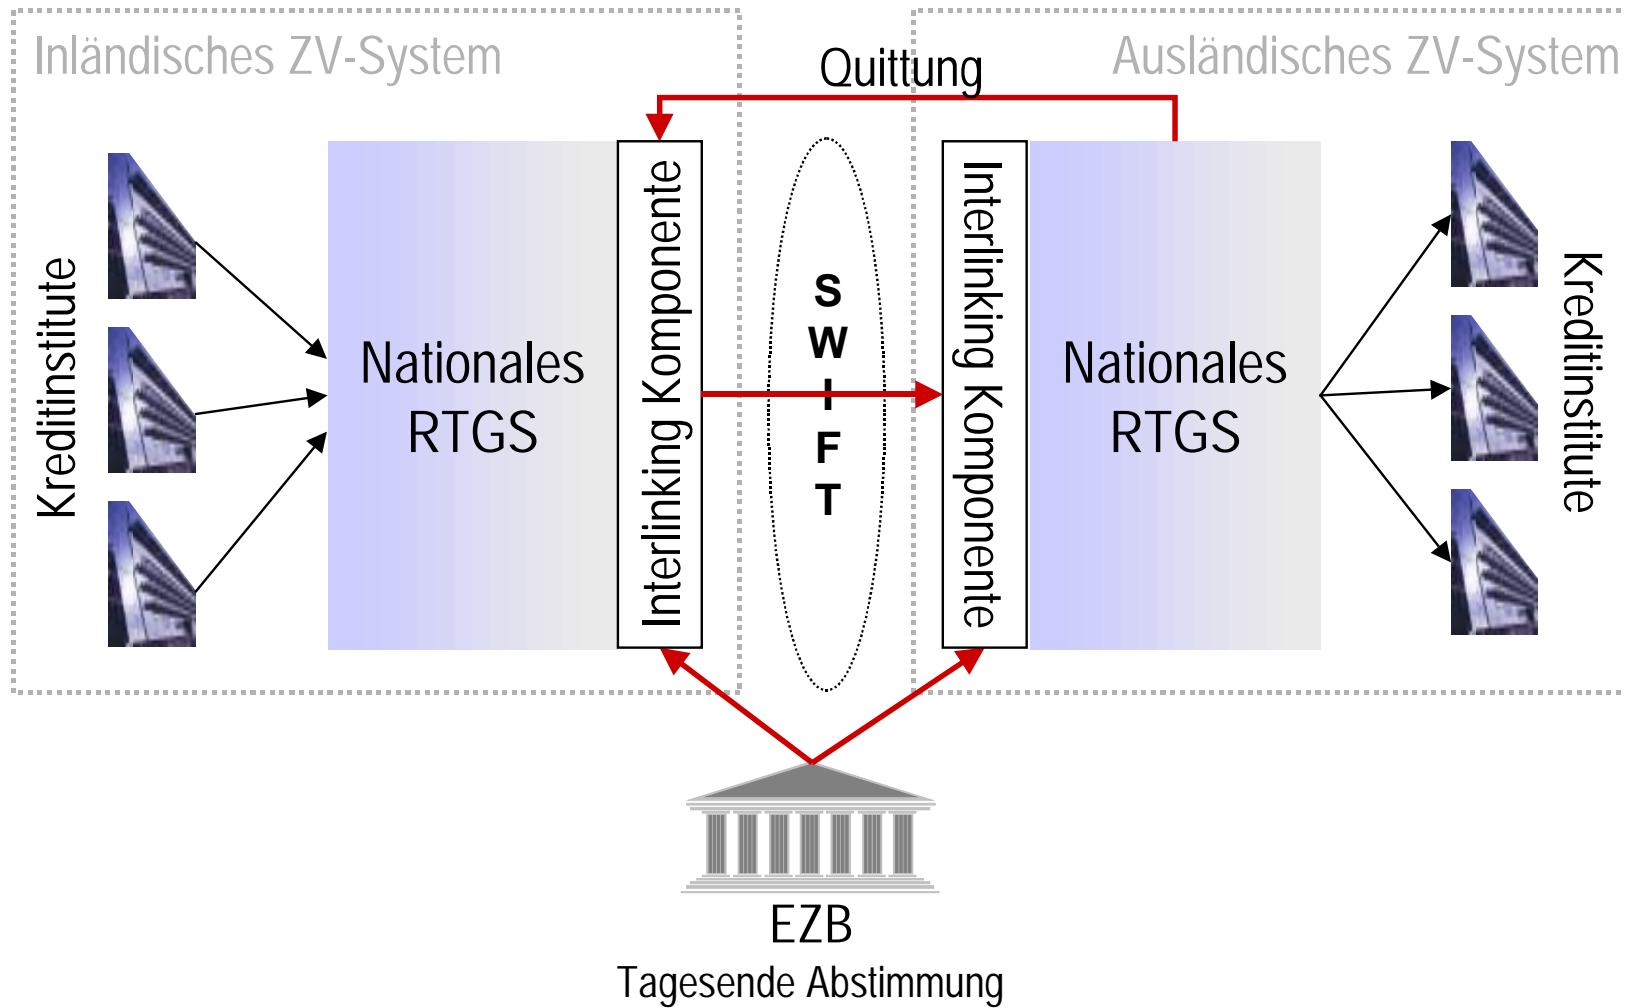 Inländisches ZV-System
Quittung
Ausländisches ZV-System
Kreditinstitute
Nationales
RTGS
Interlinking Komponente
S
W
I
F
T
Interlinking Komponente
Nationales
RTGS
Kreditinstitute
EZB
Tagesende Abstimmung